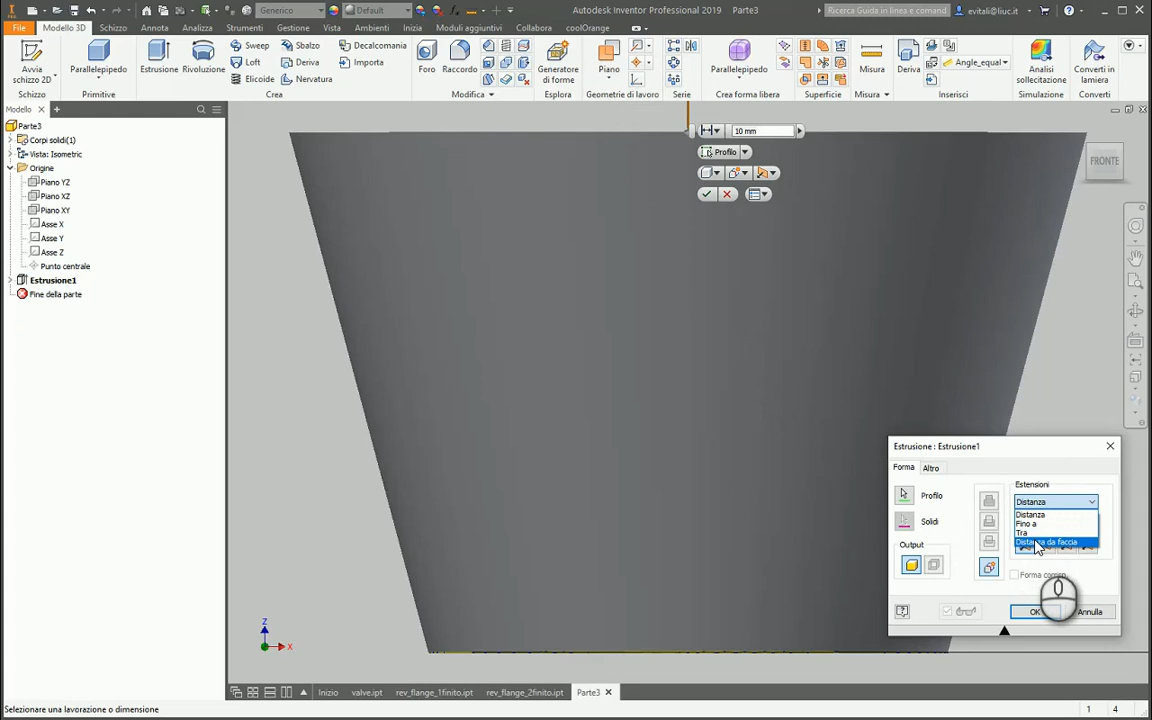 Generico
Default
Autodesk Inventor Professional 2019 Parte3
Ricerca Guida in linea e comand
evitali@liuc.it
File Modello 3D Schizzo Annota Analizza Strumenti Gestione Vista Ambienti Inizia Moduli aggiuntivi Collabora coolOrange
Avvia schizzo 2D
Parallelepipedo
Estrusione
Rivoluzione
Sweep
Loft
Elicoide
Sbalzo
Deriva
Nervatura
Decalcomania
Importa
Foro
Raccordo
Generatore di forme
Piano
Parallelepipedo
Misura
Deriva
Angle_equal
Analisi sollecitazione
Converti in lamiera
Schizzo Primitive Crea Modifica Esplora Geometrie di lavoro Serie Crea forma libera Superficie Misura Inserisci Simulazione Converti
Modello
Parte3
Corpi solidi(1)
Vista: Isometric
Origine
Piano YZ
Piano XZ
Piano XY
Asse X
Asse Y
Asse Z
Punto centrale
Estrusione1
Fine della parte
10 mm
Profilo
FRONTE
Estrusione : Estrusione1
Forma Altro
Estensioni
Profilo
Distanza
Distanza
Solidi
Fino a
Tra
Distanza da faccia
Output
OK
Annulla
Z
X
Inizio valve.ipt rev_flange_1finito.ipt rev_flange_2finito.ipt Parte3
Selezionare una lavorazione o dimensione
1 4